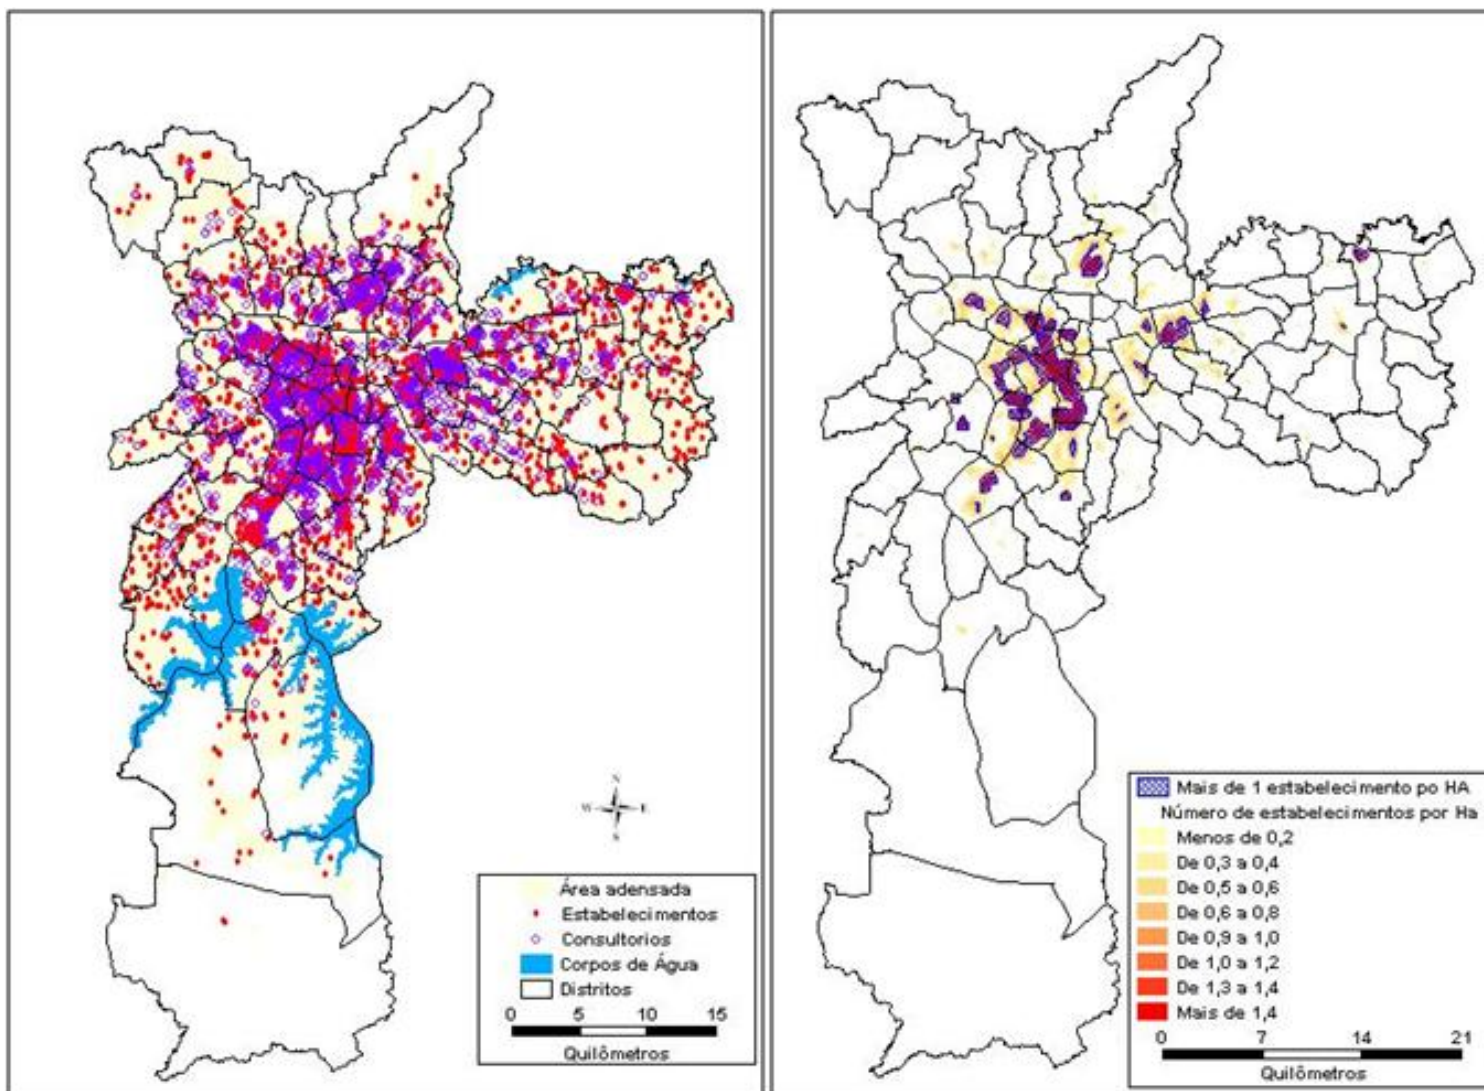 N
W E
S
Área adensada
Estabelecimentos
Consultorios
Corpos de Água
Distritos
0 5 10 15
Quilômetros
Mais de 1 estabelecimento po HA
Número de estabelecimentos por Ha
Menos de 0,2
De 0,3 a 0,4
De 0,5 a 0,6
De 0,6 a 0,8
De 0,9 a 1,0
De 1,0 a 1,2
De 1,3 a 1,4
Mais de 1,4
0 7 14 21
Quilômetros